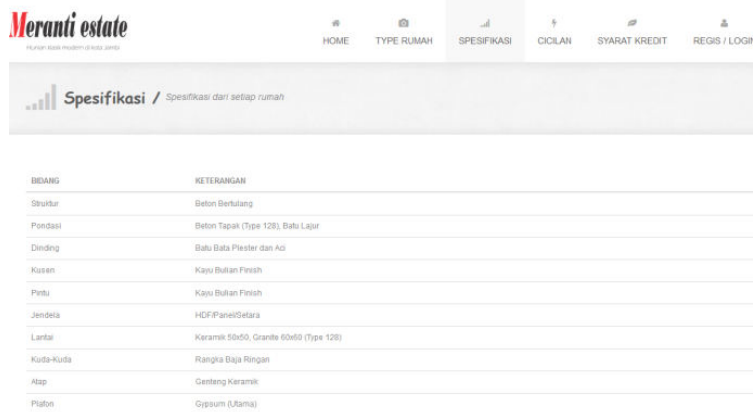 Meranti estate
Hunian klasik modern di kota Jambi
HOME TYPE RUMAH SPESIFIKASI CICILAN SYARAT KREDIT REGIS / LOGIN
Spesifikasi / Spesifikasi dari setiap rumah
BIDANG KETERANGAN
Struktur Beton Bertulang
Pondasi Beton Tapak (Type 128), Batu Lajur
Dinding Batu Bata Plester dan Aci
Kusen Kayu Bulian Finish
Pintu Kayu Bulian Finish
Jendela HDF/Panel/Setara
Lantai Keramik 50x50, Granite 60x60 (Type 128)
Kuda-Kuda Rangka Baja Ringan
Atap Genteng Keramik
Plafon Gypsum (Utama)